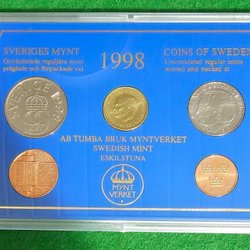 SVERIGES MYNT
Ocirkulerade reguljära mynt
präglade och förpackade vid
1998
COINS OF SWEDEN
Uncirculated regular coins
minted and packed at
AB TUMBA BRUK MYNTVERKET
SWEDISH MINT
ESKILSTUNA
MYNT
VERKET